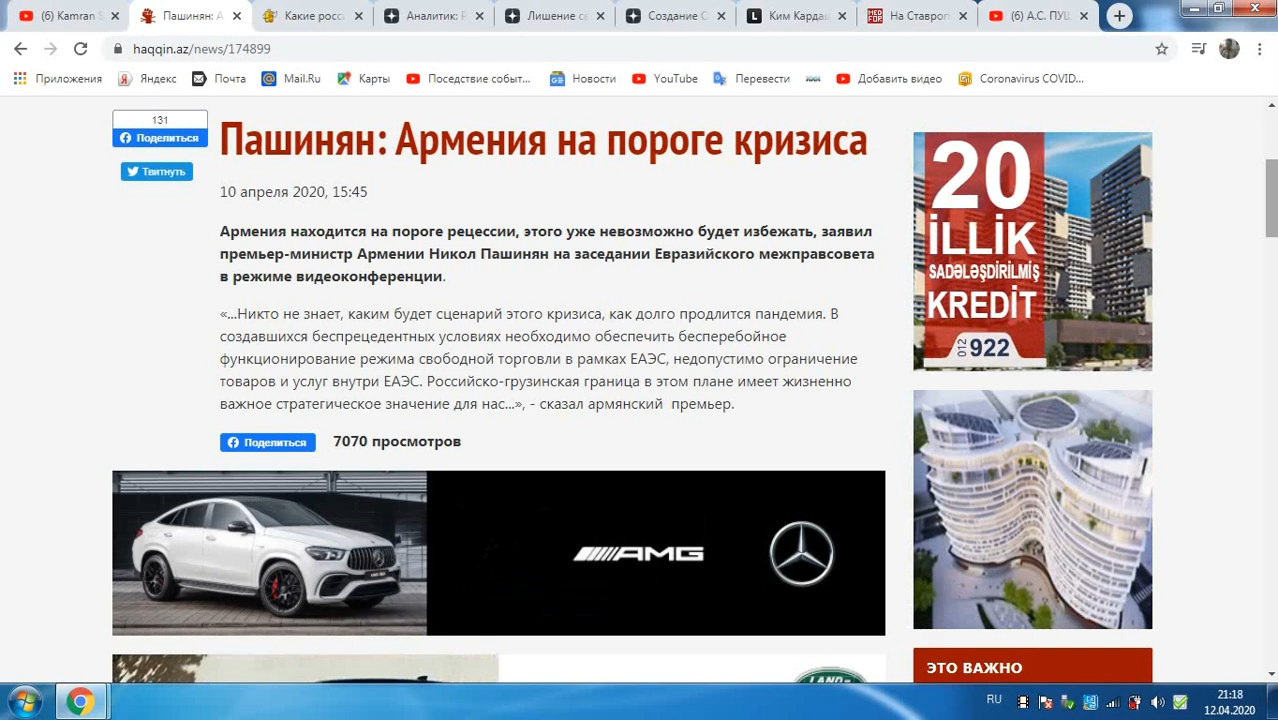 (6) Kamran S
Пашинян: А
Какие росс
Аналитик: Р
Лишение св
Создание С
Ким Карда
На Ставроп
(6) А.С. ПУШ
haqqin.az/news/174899
Приложения
Яндекс
Почта
Mail.Ru
Карты
Поседствие событ...
Новости
YouTube
Перевести
Добавить видео
Coronavirus COVID...
131
Поделиться
Твитнуть
Пашинян: Армения на пороге кризиса
10 апреля 2020, 15:45
Армения находится на пороге рецессии, этого уже невозможно будет избежать, заявил
премьер-министр Армении Никол Пашинян на заседании Евразийского межправсовета
в режиме видеоконференции.
«...Никто не знает, каким будет сценарий этого кризиса, как долго продлится пандемия. В
создавшихся беспрецедентных условиях необходимо обеспечить бесперебойное
функционирование режима свободной торговли в рамках ЕАЭС, недопустимо ограничение
товаров и услуг внутри ЕАЭС. Российско-грузинская граница в этом плане имеет жизненно
важное стратегическое значение для нас...», - сказал армянский премьер.
Поделиться
7070 просмотров
AMG
20
İLLİK
SADƏLƏŞDİRİLMİŞ
KREDİT
012 922
ЭТО ВАЖНО
LAND-
RU
21:18
12.04.2020